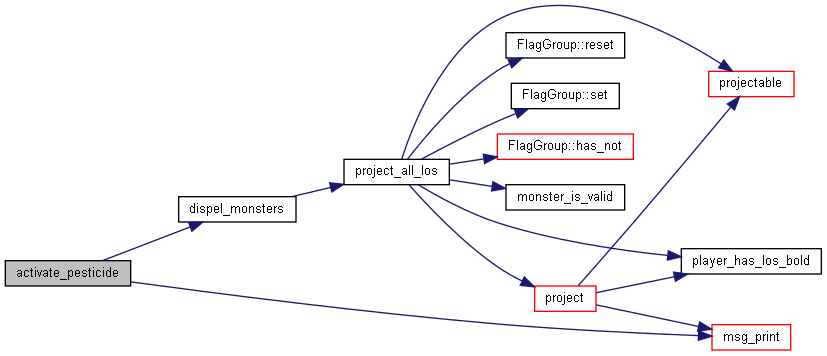 FlagGroup::reset
projectable
FlagGroup::set
FlagGroup::has_not
project_all_los
monster_is_valid
dispel_monsters
player_has_los_bold
activate_pesticide
project
msg_print